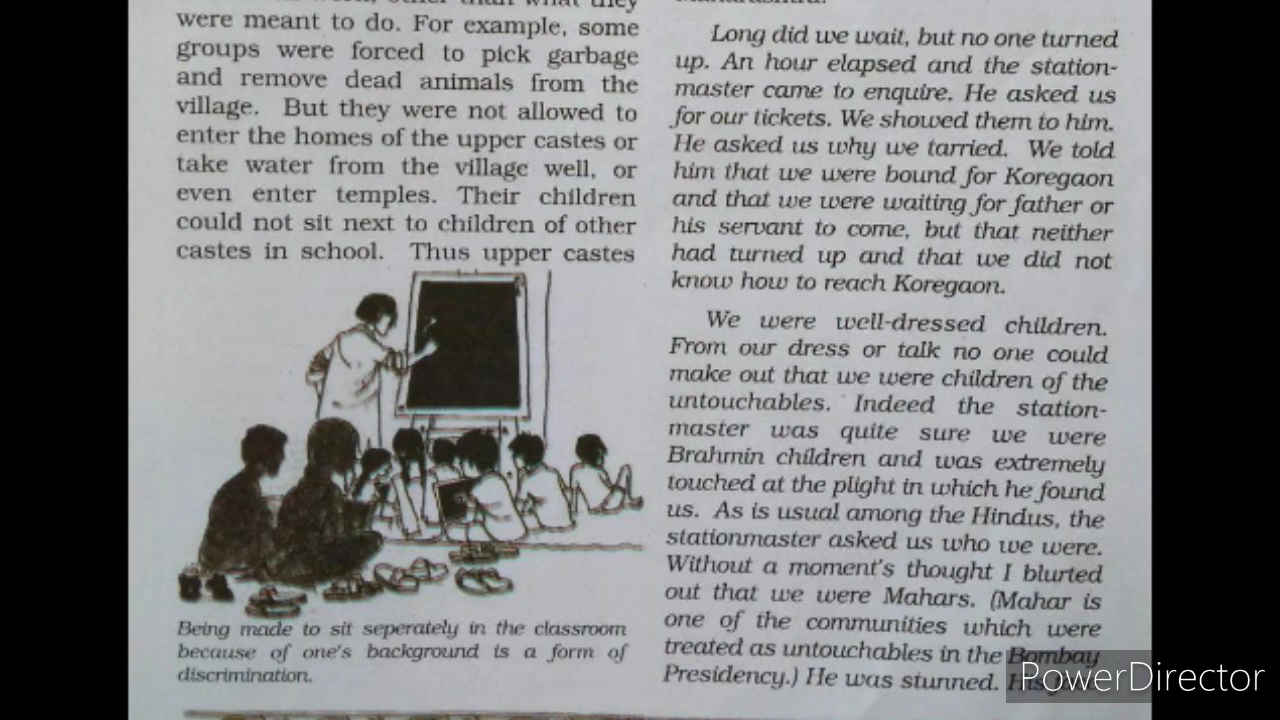 were meant to do. For example, some
groups were forced to pick garbage
and remove dead animals from the
village. But they were not allowed to
enter the homes of the upper castes or
take water from the village well, or
even enter temples. Their children
could not sit next to children of other
castes in school. Thus upper castes
Being made to sit seperately in the classroom
because of one's background is a form of
discrimination.
Long did we wait, but no one turned
up. An hour elapsed and the station-
master came to enquire. He asked us
for our tickets. We showed them to him.
He asked us why we tarried. We told
him that we were bound for Koregaon
and that we were waiting for father or
his servant to come, but that neither
had turned up and that we did not
know how to reach Koregaon.
We were well-dressed children.
From our dress or talk no one could
make out that we were children of the
untouchables. Indeed the station-
master was quite sure we were
Brahmin children and was extremely
touched at the plight in which he found
us. As is usual among the Hindus, the
stationmaster asked us who we were.
Without a moment's thought I blurted
out that we were Mahars. (Mahar is
one of the communities which were
treated as untouchables in the Bombay
Presidency.) He was stunned. His
PowerDirector